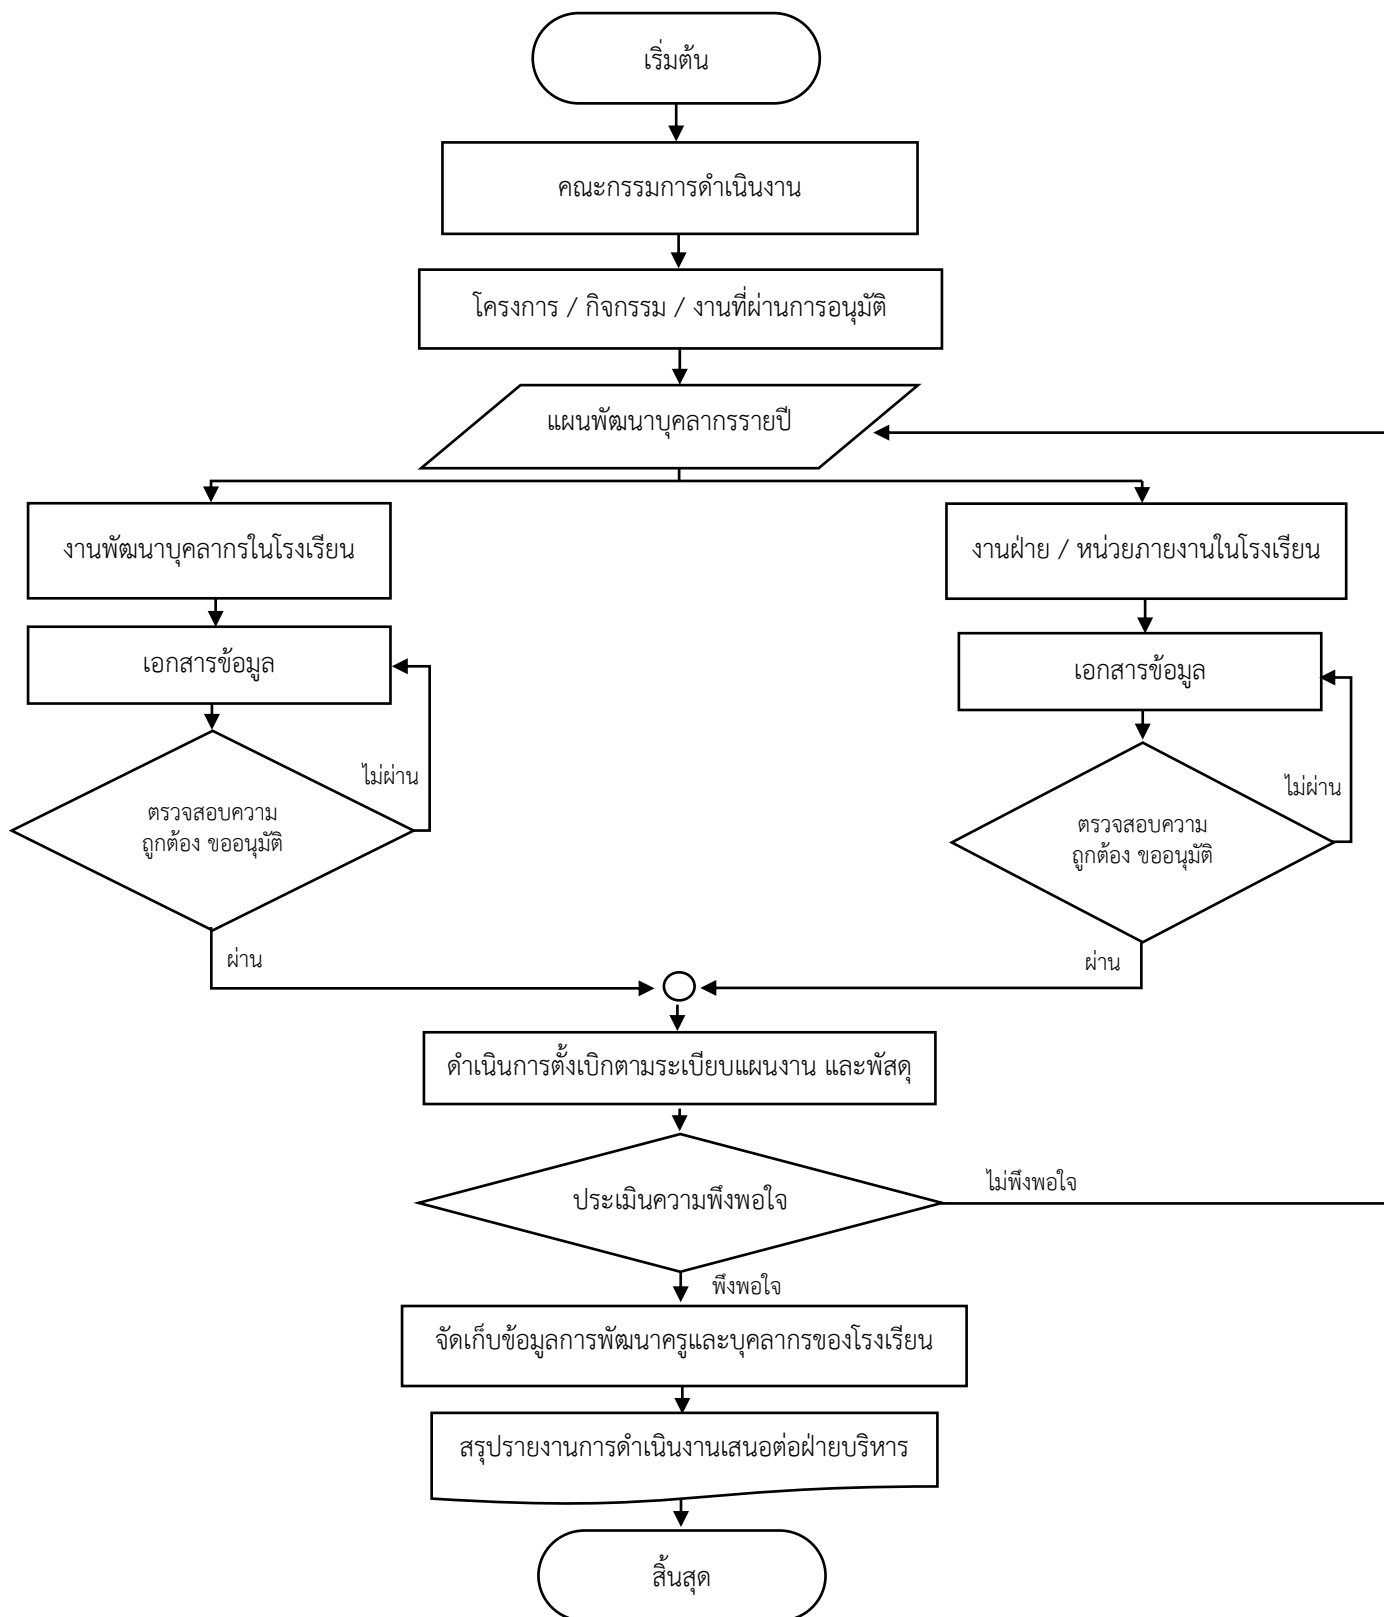 เริ่มต้น
คณะกรรมการดำเนินงาน
โครงการ / กิจกรรม / งานที่ผ่านการอนุมัติ
แผนพัฒนาบุคลากรรายปี
งานพัฒนาบุคลากรในโรงเรียน
งานฝ่าย / หน่วยภายงานในโรงเรียน
เอกสารข้อมูล
เอกสารข้อมูล
ไม่ผ่าน
ไม่ผ่าน
ตรวจสอบความ
ถูกต้อง ขออนุมัติ
ตรวจสอบความ
ถูกต้อง ขออนุมัติ
ผ่าน
ผ่าน
ดำเนินการตั้งเบิกตามระเบียบแผนงาน และพัสดุ
ไม่พึงพอใจ
ประเมินความพึงพอใจ
พึงพอใจ
จัดเก็บข้อมูลการพัฒนาครูและบุคลากรของโรงเรียน
สรุปรายงานการดำเนินงานเสนอต่อฝ่ายบริหาร
สิ้นสุด